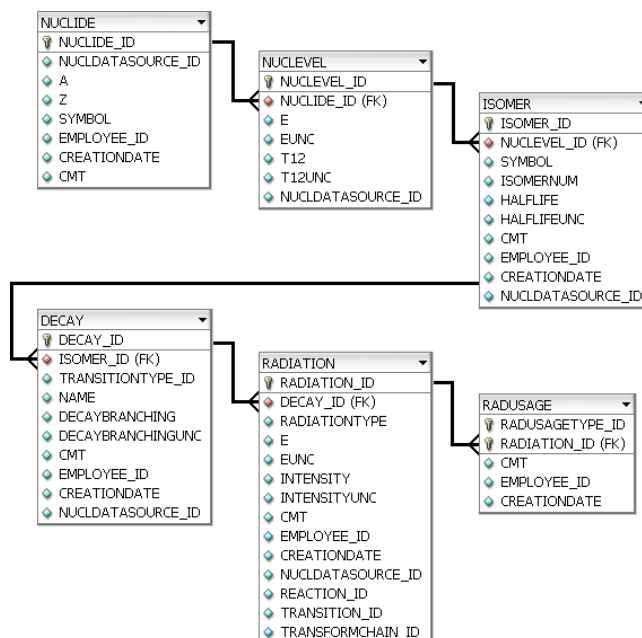 NUCLIDE
NUCLIDE_ID
NUCLDATASOURCE_ID
A
Z
SYMBOL
EMPLOYEE_ID
CREATIONDATE
CMT
NUCLEVEL
NUCLEVEL_ID
NUCLIDE_ID (FK)
E
EUNC
T12
T12UNC
NUCLDATASOURCE_ID
ISOMER
ISOMER_ID
NUCLEVEL_ID (FK)
SYMBOL
ISOMERNUM
HALFLIFE
HALFLIFEUNC
CMT
EMPLOYEE_ID
CREATIONDATE
NUCLDATASOURCE_ID
DECAY
DECAY_ID
ISOMER_ID (FK)
TRANSITIONTYPE_ID
NAME
DECAYBRANCHING
DECAYBRANCHINGUNC
CMT
EMPLOYEE_ID
CREATIONDATE
NUCLDATASOURCE_ID
RADIATION
RADIATION_ID
DECAY_ID (FK)
RADIATIONTYPE
E
EUNC
INTENSITY
INTENSITYUNC
CMT
EMPLOYEE_ID
CREATIONDATE
NUCLDATASOURCE_ID
REACTION_ID
TRANSITION_ID
TRANSFORMCHAIN_ID
RADUSAGE
RADUSAGETYPE_ID
RADIATION_ID (FK)
CMT
EMPLOYEE_ID
CREATIONDATE